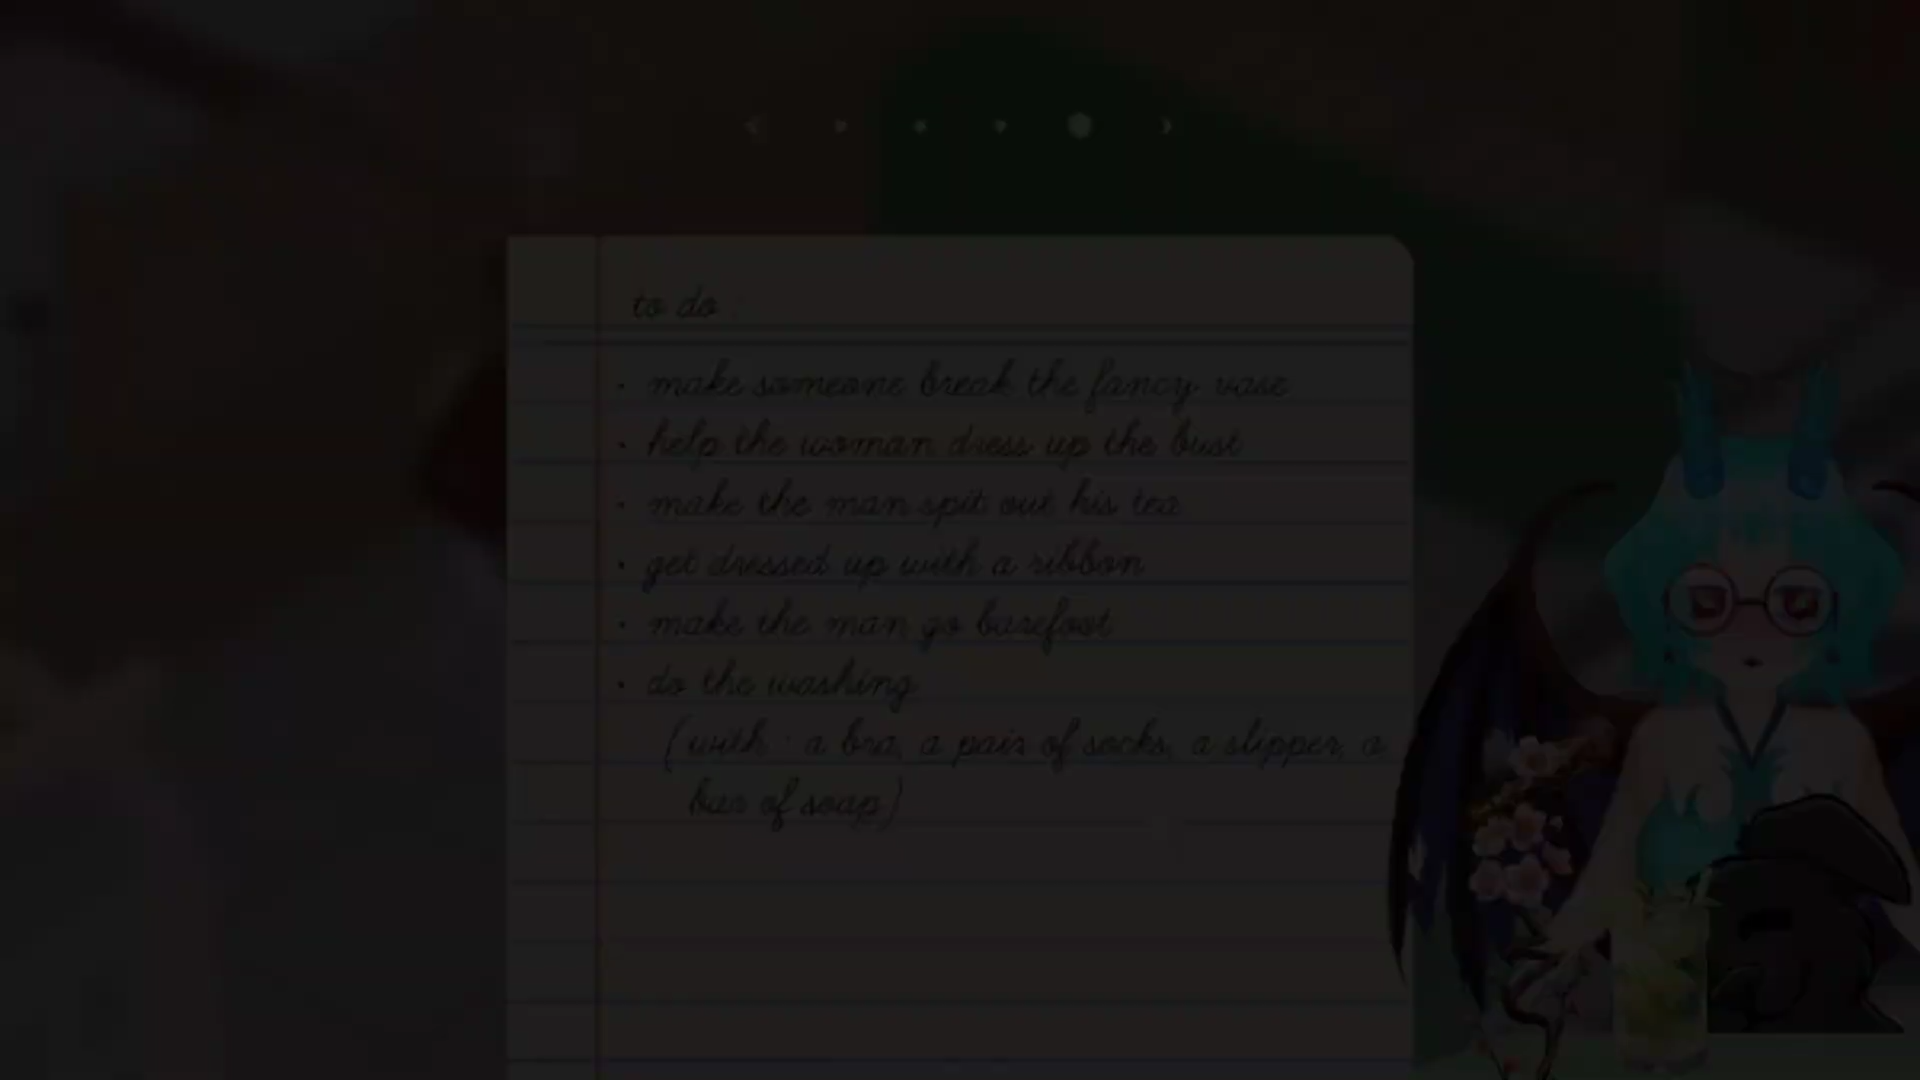 to do
• make someone break the fancy vase
• help the woman dress up the bust
• make the man spit out his tea
• get dressed up with a ribbon
• make the man go barefoot
• do the washing
(with : a bra, a pair of socks, a slipper, a
bar of soap)